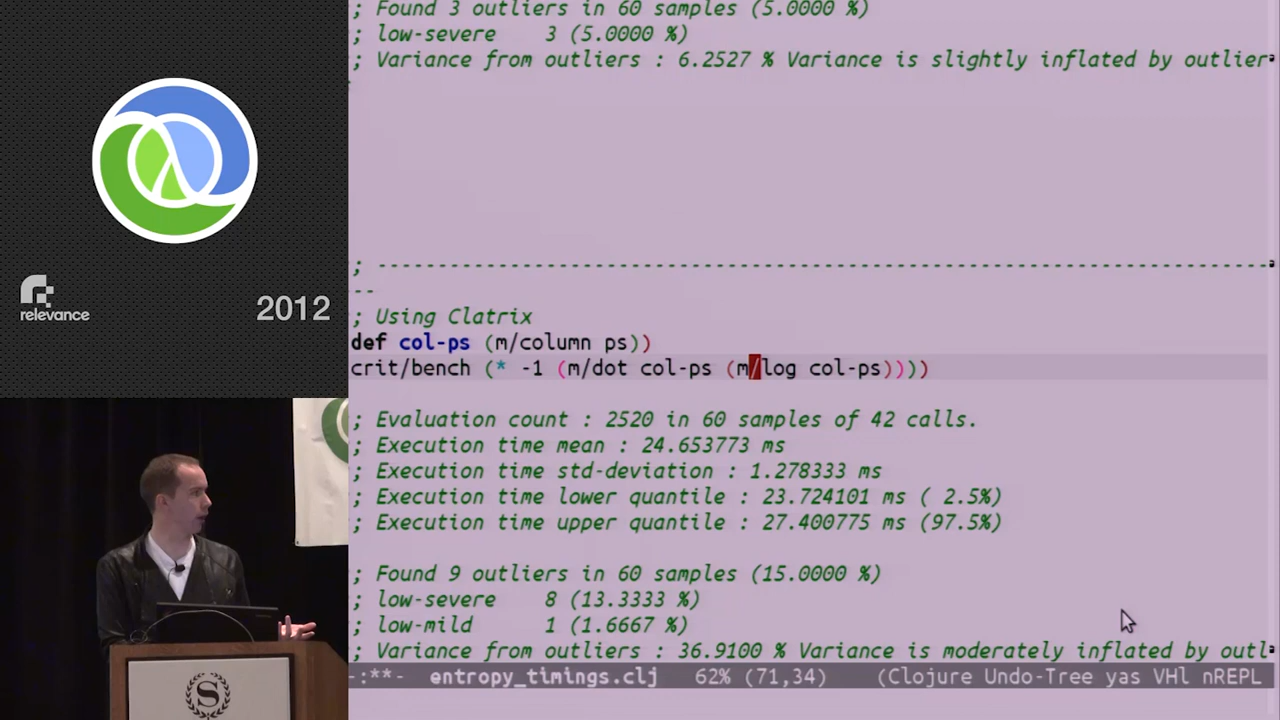 ; Found 3 outliers in 60 samples (5.0000 %)
; low-severe    3 (5.0000 %)
; Variance from outliers : 6.2527 % Variance is slightly inflated by outlier
; --------------------------------------------------------------------------
--
; Using Clatrix
def col-ps (m/column ps))
crit/bench (* -1 (m/dot col-ps (m/log col-ps))))
; Evaluation count : 2520 in 60 samples of 42 calls.
; Execution time mean : 24.653773 ms
; Execution time std-deviation : 1.278333 ms
; Execution time lower quantile : 23.724101 ms ( 2.5%)
; Execution time upper quantile : 27.400775 ms (97.5%)
; Found 9 outliers in 60 samples (15.0000 %)
; low-severe    8 (13.3333 %)
; low-mild      1 (1.6667 %)
; Variance from outliers : 36.9100 % Variance is moderately inflated by outl
-:**-  entropy_timings.clj   62% (71,34)    (Clojure Undo-Tree yas VHl nREPL
relevance
2012
S